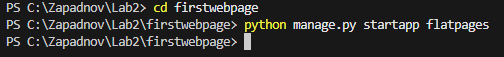 PS C:\Zapadnov\Lab2> cd firstwebpage
PS C:\Zapadnov\Lab2\firstwebpage> python manage.py startapp flatpages
PS C:\Zapadnov\Lab2\firstwebpage>